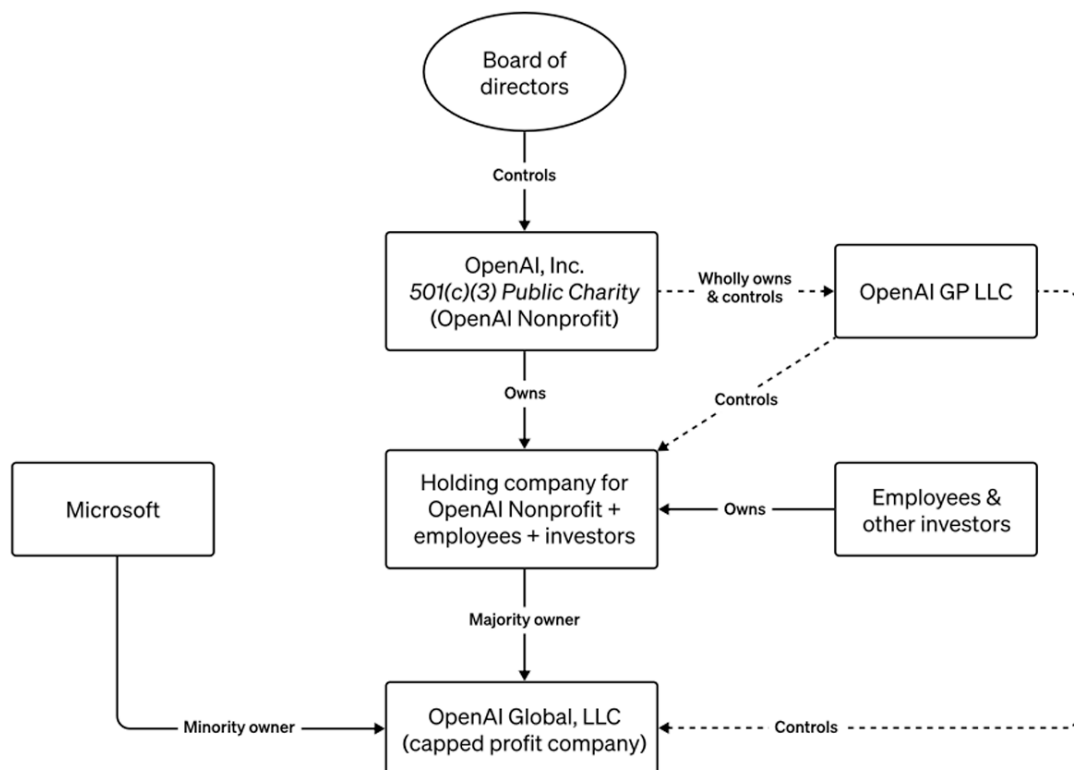 Board of
directors
Controls
OpenAI, Inc.
501(c)(3) Public Charity
(OpenAI Nonprofit)
Wholly owns
& controls
OpenAI GP LLC
Owns
Controls
Microsoft
Holding company for
OpenAI Nonprofit +
employees + investors
Owns
Employees &
other investors
Majority owner
Minority owner
OpenAI Global, LLC
(capped profit company)
Controls